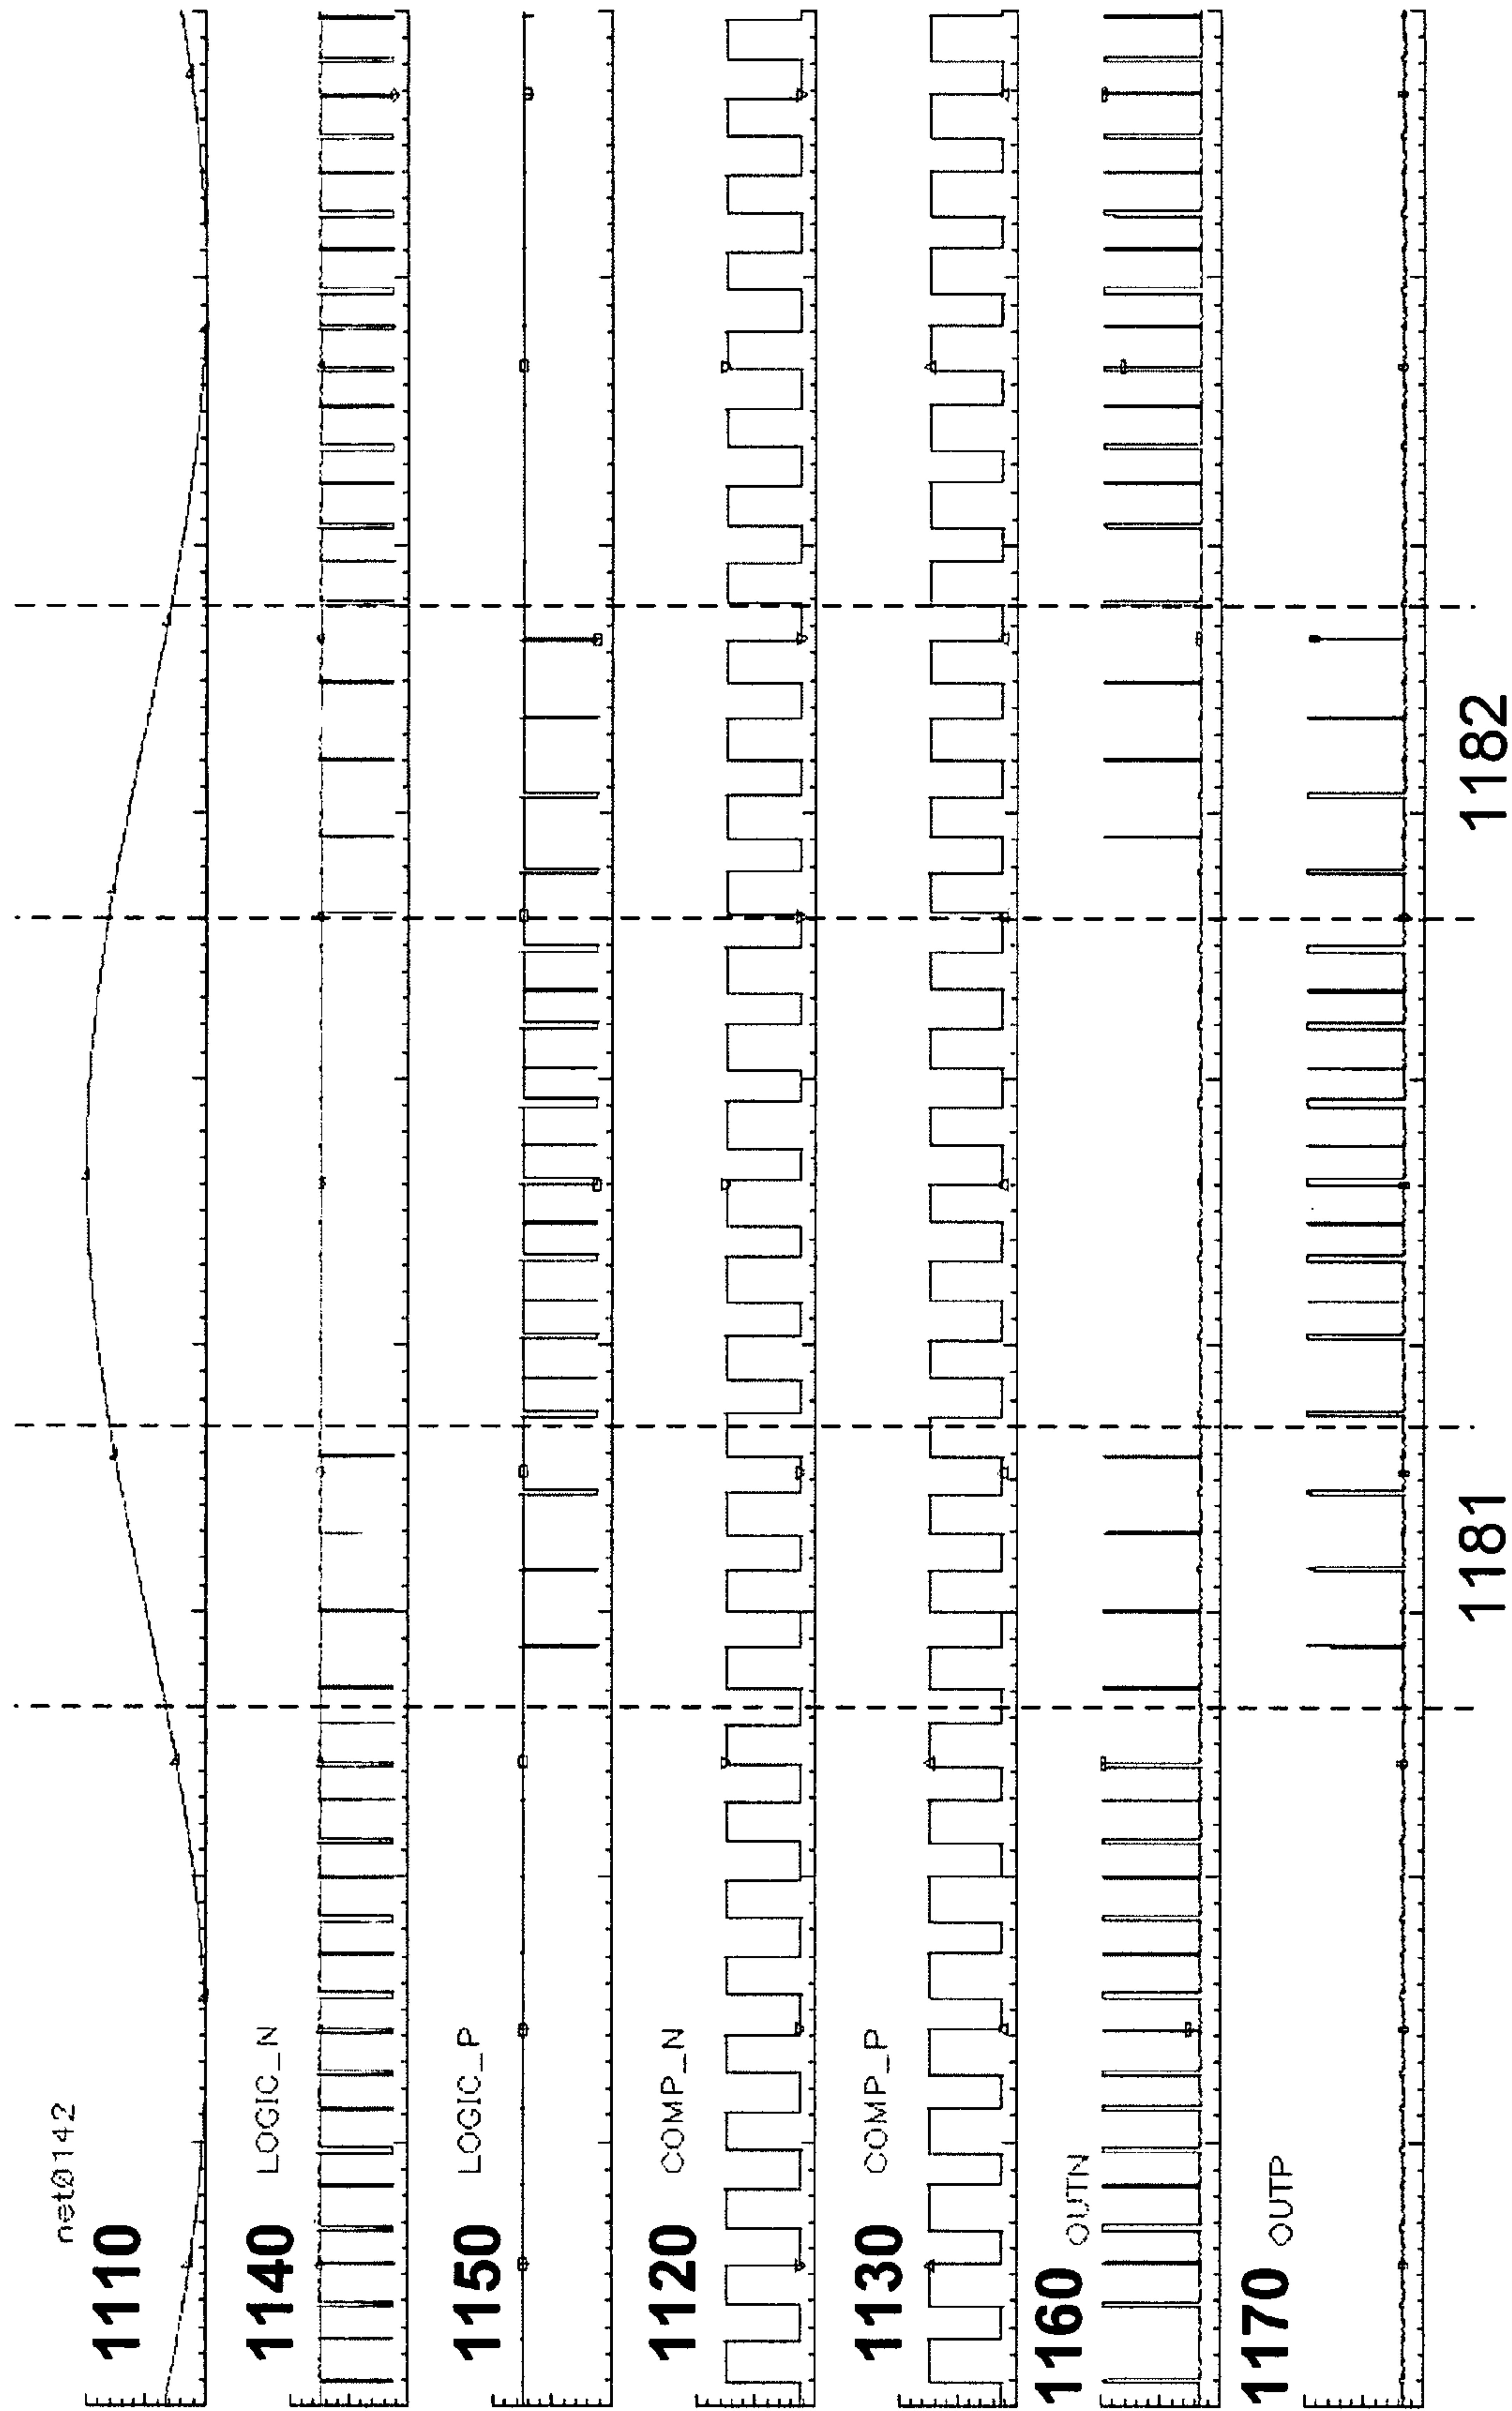 net0142
1110
1140 LOGIC_N
1150 LOGIC_P
1120 COMP_N
1130 COMP_P
1160 OUTN
1170 OUTP
1181
1182